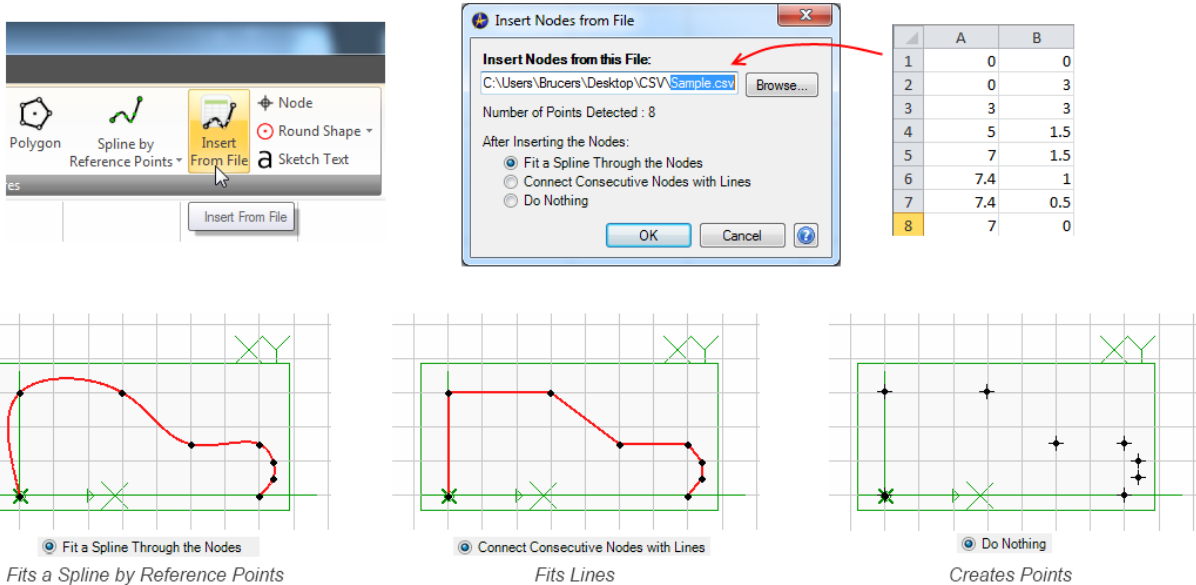 Polygon
Spline by
Reference Points
Insert
From File
Node
Round Shape
a Sketch Text
es
Insert From File
Insert Nodes from File
Insert Nodes from this File:
C:\Users\Brucers\Desktop\CSV\Sample.csv
Browse...
Number of Points Detected : 8
After Inserting the Nodes:
Fit a Spline Through the Nodes
Connect Consecutive Nodes with Lines
Do Nothing
OK Cancel ?
A B
1 0 0
2 0 3
3 3 3
4 5 1.5
5 7 1.5
6 7.4 1
7 7.4 0.5
8 7 0
XY
X
XY
X
XY
X
Fit a Spline Through the Nodes
Connect Consecutive Nodes with Lines
Do Nothing
Fits a Spline by Reference Points
Fits Lines
Creates Points